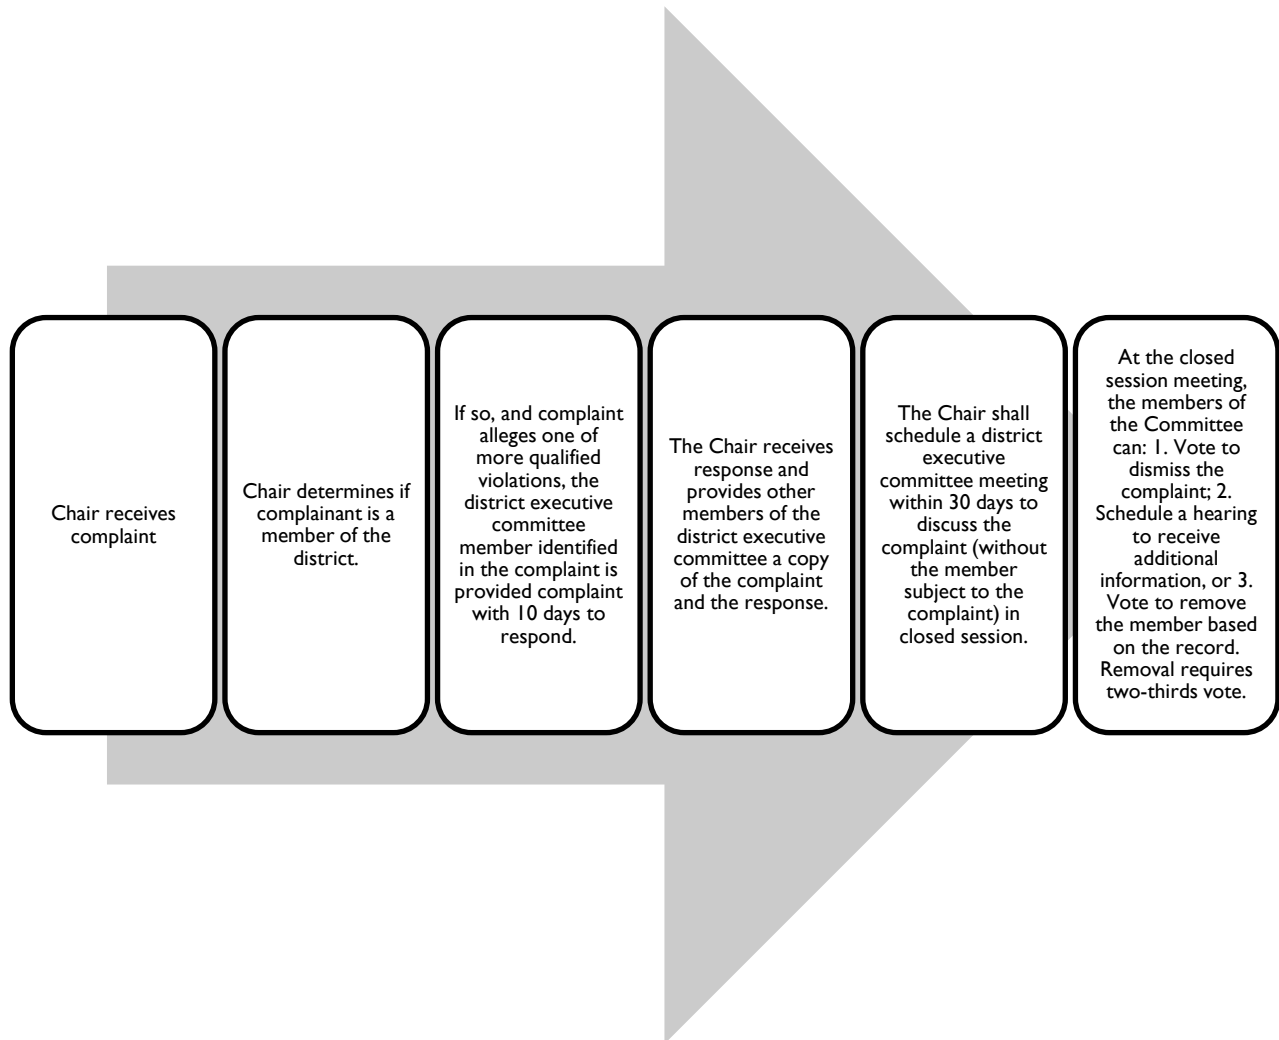 Chair receives
complaint
Chair determines if
complainant is a
member of the
district.
If so, and complaint
alleges one of
more qualified
violations, the
district executive
committee
member identified
in the complaint is
provided complaint
with 10 days to
respond.
The Chair receives
response and
provides other
members of the
district executive
committee a copy
of the complaint
and the response.
The Chair shall
schedule a district
executive
committee meeting
within 30 days to
discuss the
complaint (without
the member
subject to the
complaint) in
closed session.
At the closed
session meeting,
the members of
the Committee
can: 1. Vote to
dismiss the
complaint; 2.
Schedule a hearing
to receive
additional
information, or 3.
Vote to remove
the member based
on the record.
Removal requires
two-thirds vote.